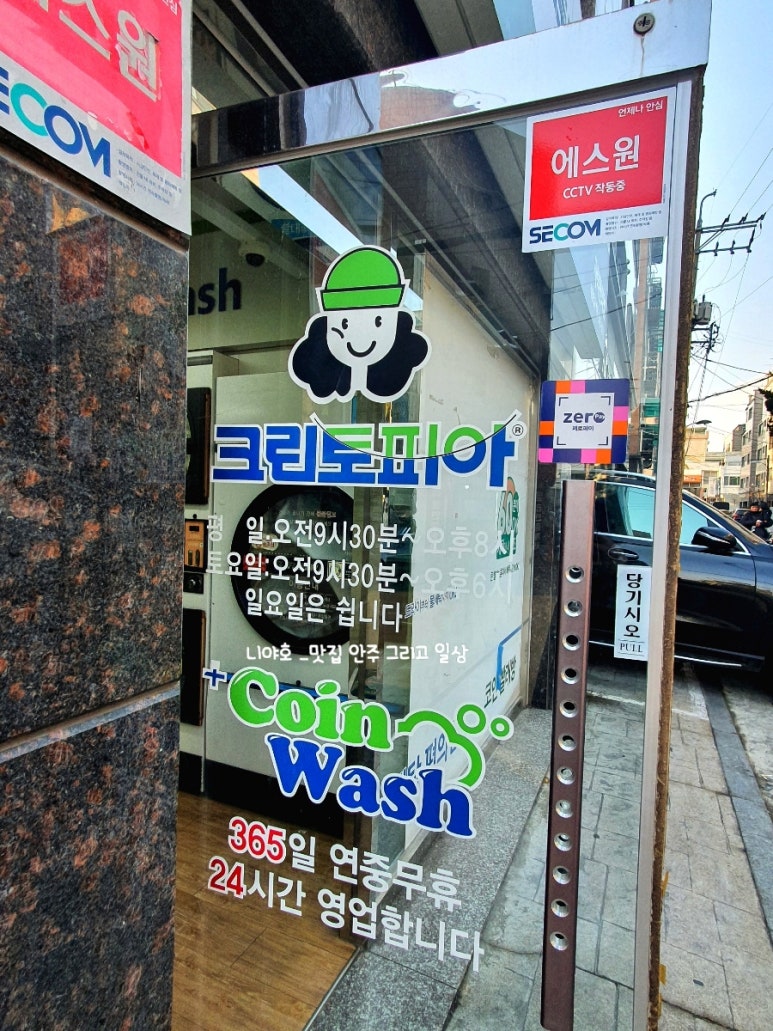 에스원
SECOM
언제나 안심
에스원
CCTV 작동중
SECOM
ash
zero
제로페이
크린토피아®
평 일:오전9시30분~오후8시
토요일:오전9시30분~오후6시
일요일은 쉽니다
당기시오
PULL
니야호 _맛집 안주 그리고 일상
+Coin
Wash
365일 연중무휴
24시간 영업합니다